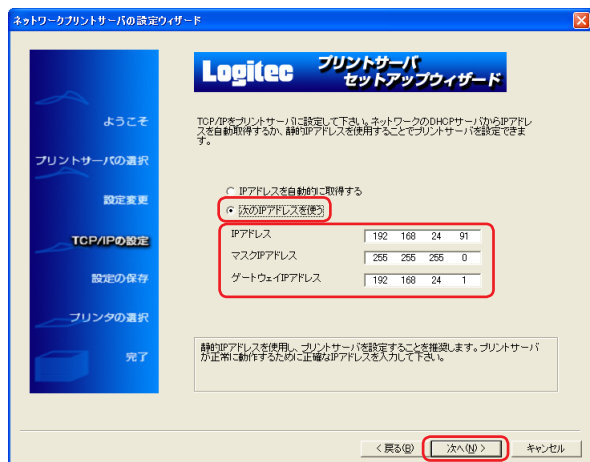 ネットワークプリントサーバの設定ウィザード
Logitec プリントサーバ
セットアップウィザード
ようこそ
プリントサーバの選択
設定変更
TCP/IPの設定
設定の保存
プリンタの選択
完了
TCP/IPをプリントサーバに設定して下さい。ネットワークのDHCPサーバからIPアドレ
スを自動取得するか、静的IPアドレスを使用することでプリントサーバを設定できま
す。
IPアドレスを自動的に取得する
次のIPアドレスを使う
IPアドレス 192 168 24 91
マスクIPアドレス 255 255 255 0
ゲートウェイIPアドレス 192 168 24 1
静的IPアドレスを使用し、プリントサーバを設定することを推奨します。プリントサーバ
が正常に動作するために正確なIPアドレスを入力して下さい。
< 戻る(B) 次へ(N) > キャンセル